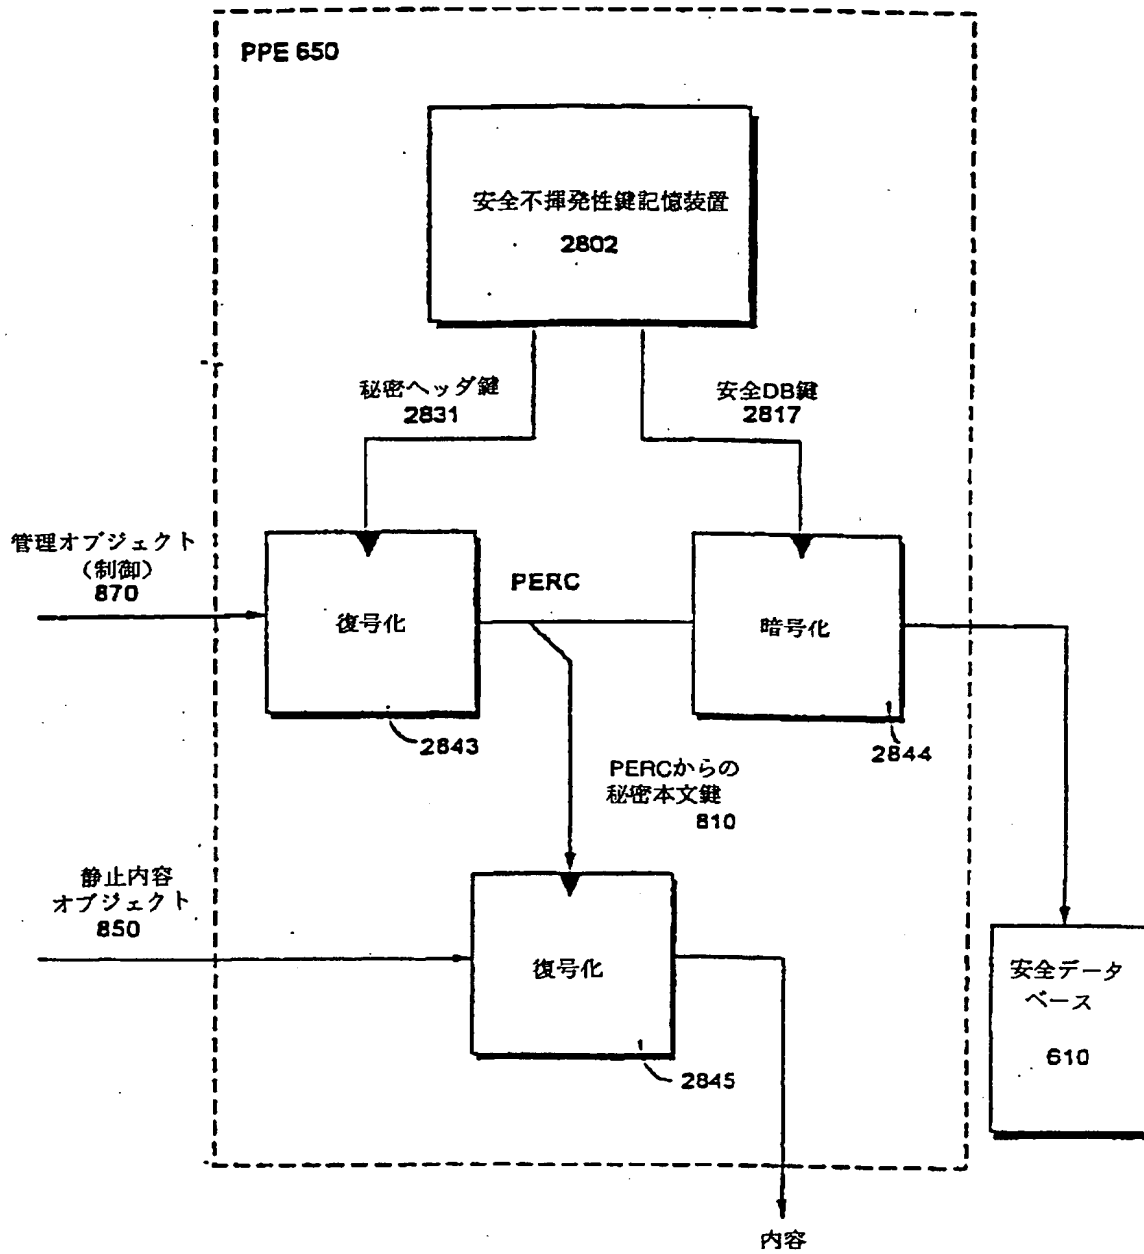 PPE 650
安全不揮発性鍵記憶装置
2802
秘密ヘッダ鍵
2831
安全DB鍵
2817
管理オブジェクト
(制御)
870
復号化
2843
PERC
暗号化
2844
PERCからの
秘密本文鍵
810
静止内容
オブジェクト
850
復号化
2845
安全データ
ベース
610
内容